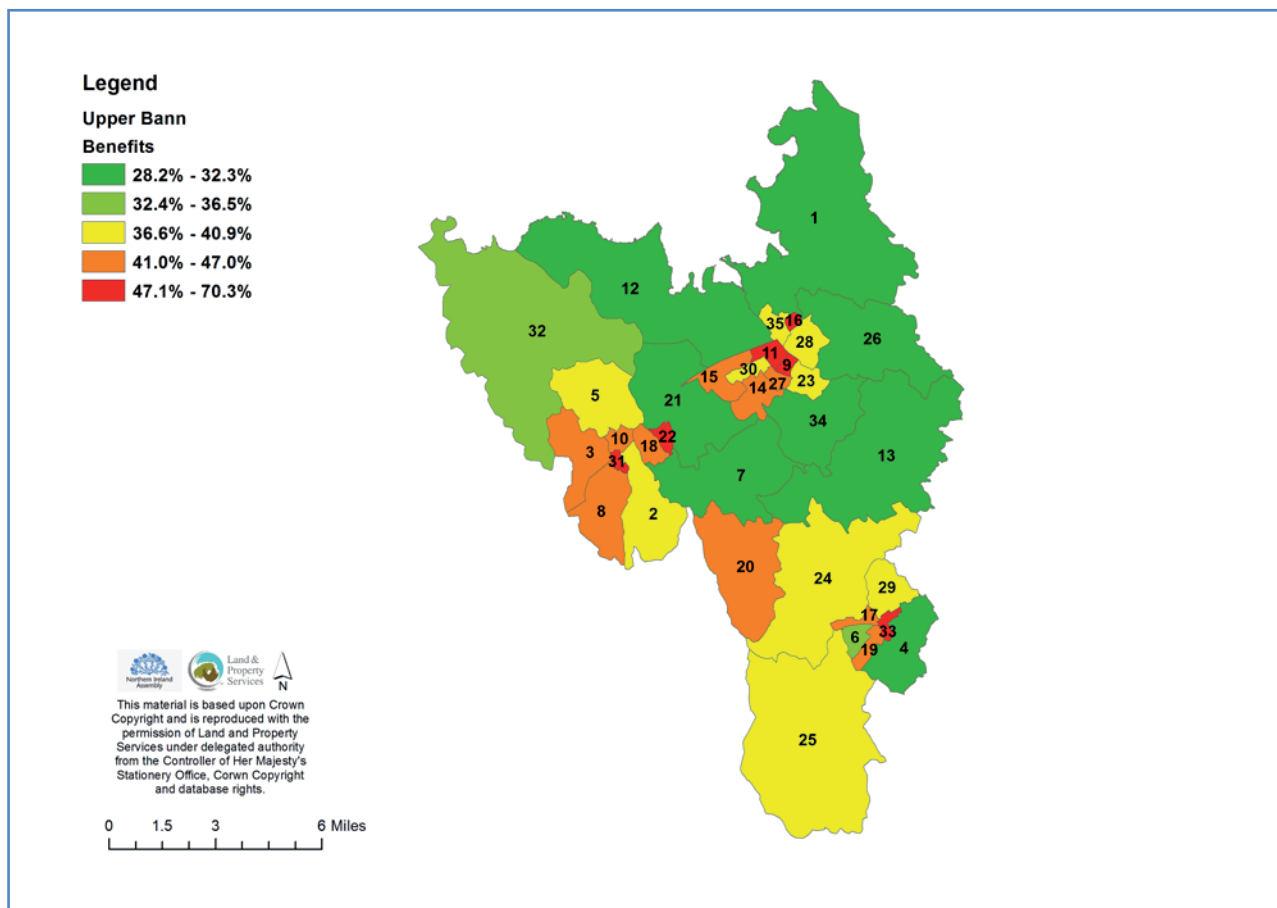 Legend
Upper Bann
Benefits
28.2% - 32.3%
32.4% - 36.5%
36.6% - 40.9%
41.0% - 47.0%
47.1% - 70.3%
1
12
32
35
16
28
26
11
9
30
15
14
27
23
5
21
34
10
18
22
3
31
13
7
8
2
20
24
29
17
33
6
19
4
25
Northern Ireland
Assembly
Land &
Property
Services
N
This material is based upon Crown
Copyright and is reproduced with the
permission of Land and Property
Services under delegated authority
from the Controller of Her Majesty's
Stationery Office, Corwn Copyright
and database rights.
0 1.5 3 6 Miles